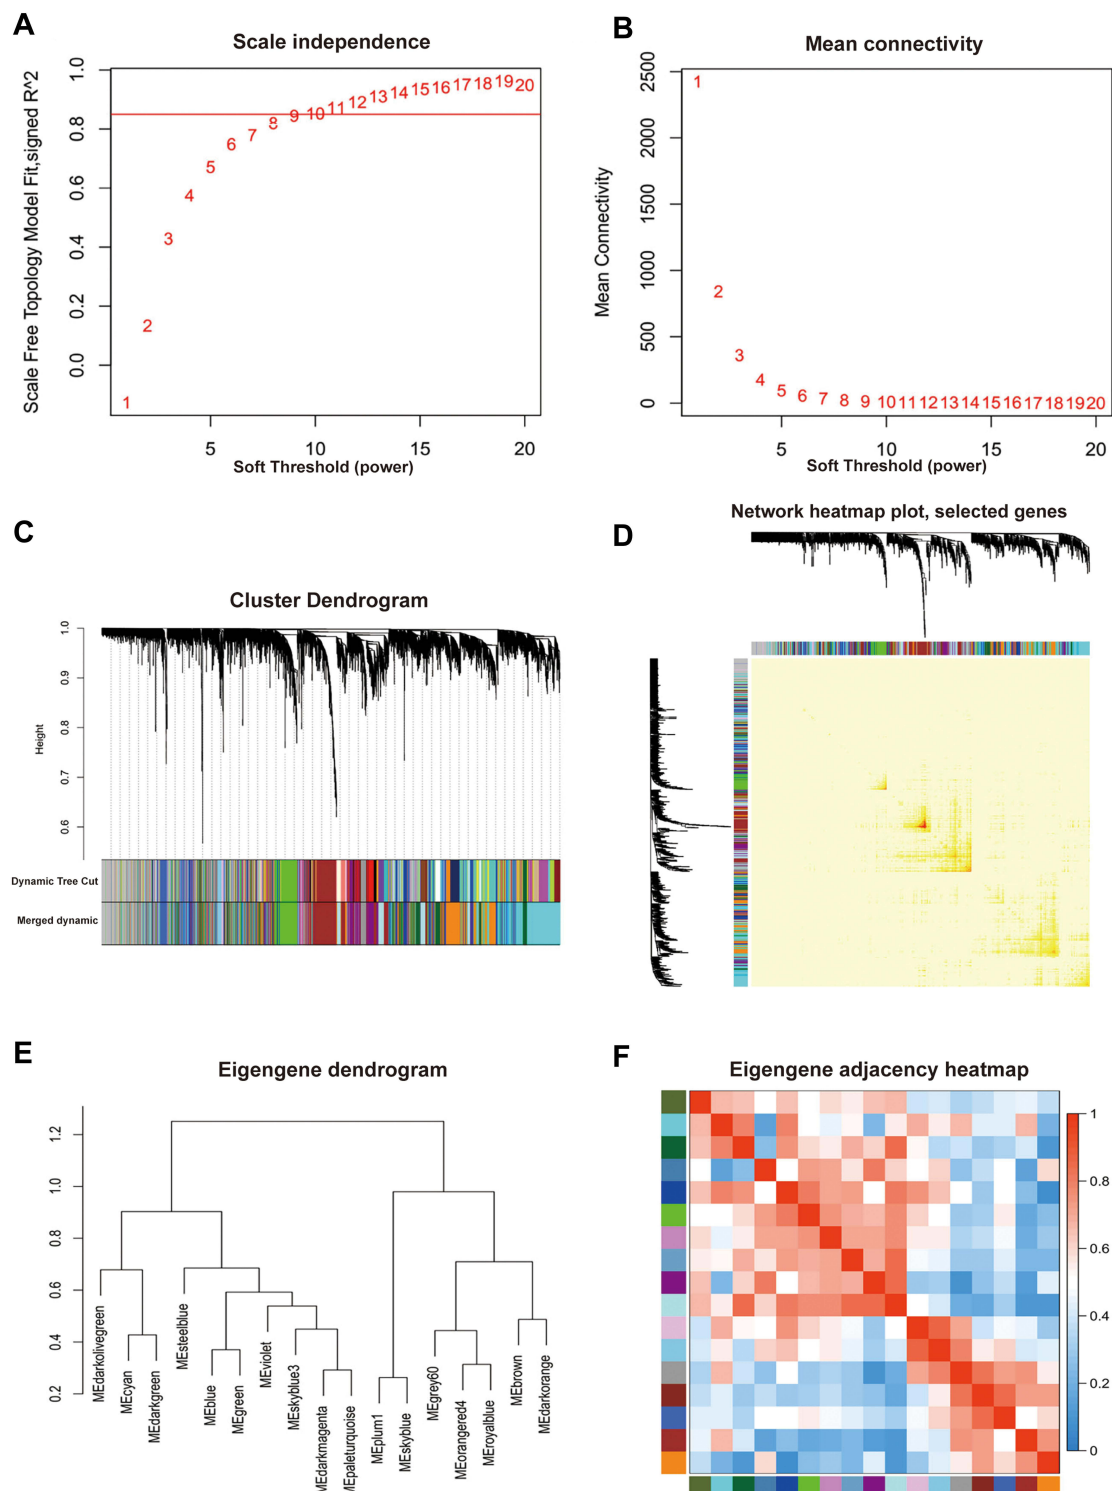 A
Scale independence
Scale Free Topology Model Fit,signed R^2
1.0
0.8
0.6
0.4
0.2
0.0
1
2
3
4
5
6
7
8
9
10
11
12
13
14
15
16
17
18
19
20
5
10
15
20
Soft Threshold (power)
B
Mean connectivity
Mean Connectivity
2500
2000
1500
1000
500
0
1
2
3
4
5
6
7
8
9
10
11
12
13
14
15
16
17
18
19
20
5
10
15
20
Soft Threshold (power)
C
Cluster Dendrogram
Height
1.0
0.9
0.8
0.7
0.6
Dynamic Tree Cut
Merged dynamic
D
Network heatmap plot, selected genes
E
Eigengene dendrogram
1.2
1.0
0.8
0.6
0.4
0.2
MEdarkolivegreen
MEcyan
MEdarkgreen
MEsteelblue
MEblue
MEgreen
MEviolet
MEskyblue3
MEdarkmagenta
MEpaleturquoise
MEplum1
MEskyblue
MEgrey60
MEorangered4
MEroyalblue
MEbrown
MEdarkorange
F
Eigengene adjacency heatmap
1
0.8
0.6
0.4
0.2
0